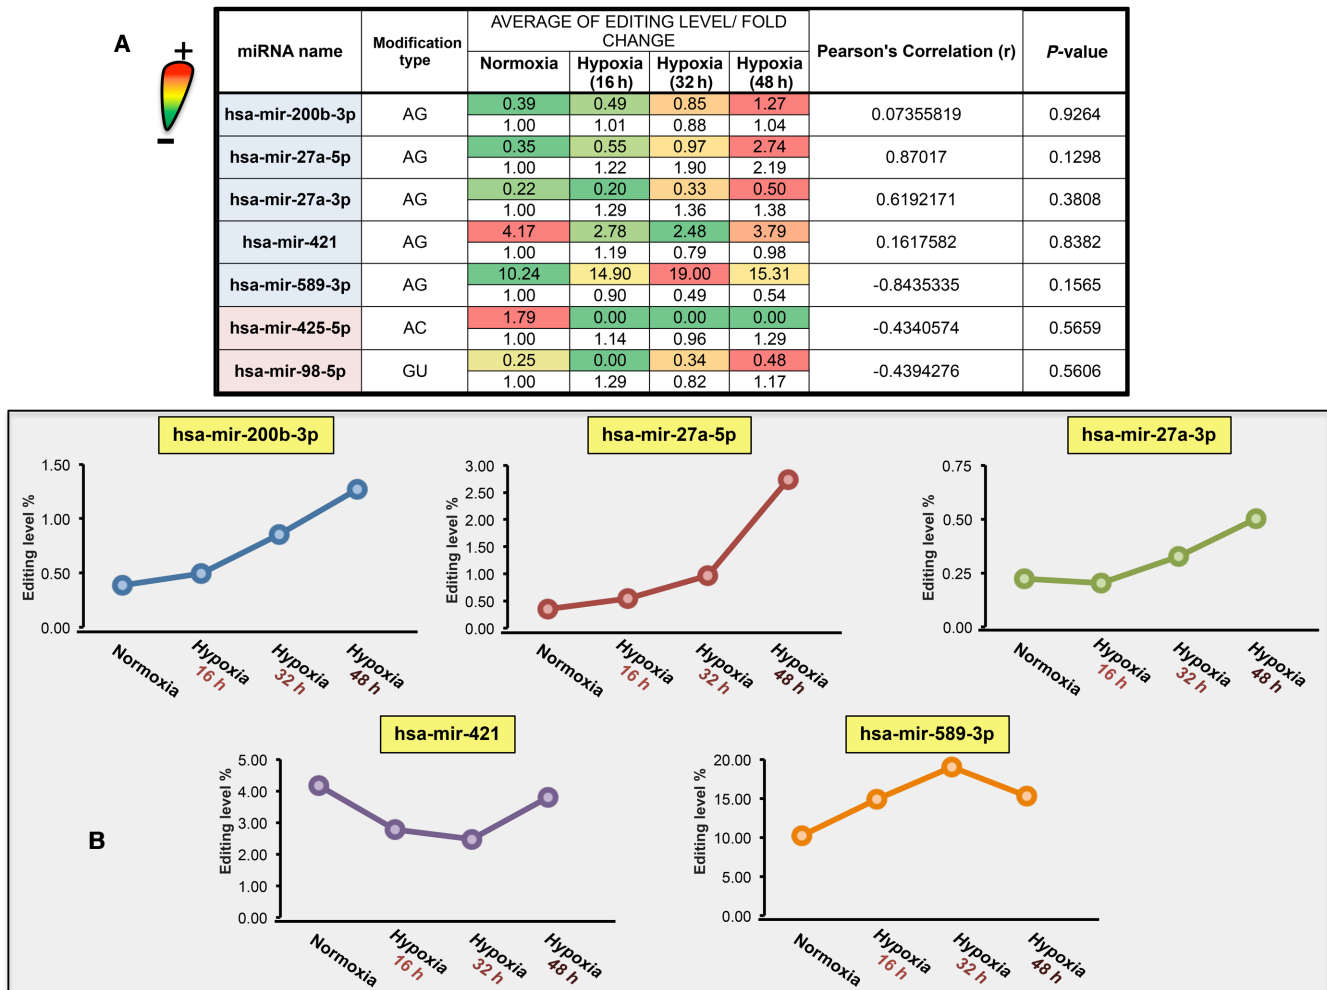 A
+
−
miRNA name
Modification type
AVERAGE OF EDITING LEVEL/ FOLD CHANGE
Pearson's Correlation (r)
P-value
Normoxia
Hypoxia (16 h)
Hypoxia (32 h)
Hypoxia (48 h)
hsa-mir-200b-3p AG 0.39 0.49 0.85 1.27 0.07355819 0.9264
1.00 1.01 0.88 1.04
hsa-mir-27a-5p AG 0.35 0.55 0.97 2.74 0.87017 0.1298
1.00 1.22 1.90 2.19
hsa-mir-27a-3p AG 0.22 0.20 0.33 0.50 0.6192171 0.3808
1.00 1.29 1.36 1.38
hsa-mir-421 AG 4.17 2.78 2.48 3.79 0.1617582 0.8382
1.00 1.19 0.79 0.98
hsa-mir-589-3p AG 10.24 14.90 19.00 15.31 -0.8435335 0.1565
1.00 0.90 0.49 0.54
hsa-mir-425-5p AC 1.79 0.00 0.00 0.00 -0.4340574 0.5659
1.00 1.14 0.96 1.29
hsa-mir-98-5p GU 0.25 0.00 0.34 0.48 -0.4394276 0.5606
1.00 1.29 0.82 1.17
hsa-mir-200b-3p
Editing level %
1.50
1.00
0.50
0.00
Normoxia
Hypoxia 16 h
Hypoxia 32 h
Hypoxia 48 h
hsa-mir-27a-5p
Editing level %
3.00
2.50
2.00
1.50
1.00
0.50
0.00
Normoxia
Hypoxia 16 h
Hypoxia 32 h
Hypoxia 48 h
hsa-mir-27a-3p
Editing level %
0.75
0.50
0.25
0.00
Normoxia
Hypoxia 16 h
Hypoxia 32 h
Hypoxia 48 h
B
hsa-mir-421
Editing level %
5.00
4.00
3.00
2.00
1.00
0.00
Normoxia
Hypoxia 16 h
Hypoxia 32 h
Hypoxia 48 h
hsa-mir-589-3p
Editing level %
20.00
15.00
10.00
5.00
0.00
Normoxia
Hypoxia 16 h
Hypoxia 32 h
Hypoxia 48 h